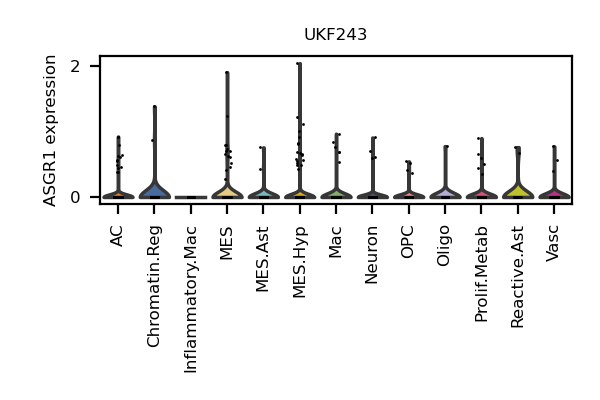 UKF243
ASGR1 expression
2
0
AC
Chromatin.Reg
Inflammatory.Mac
MES
MES.Ast
MES.Hyp
Mac
Neuron
OPC
Oligo
Prolif.Metab
Reactive.Ast
Vasc